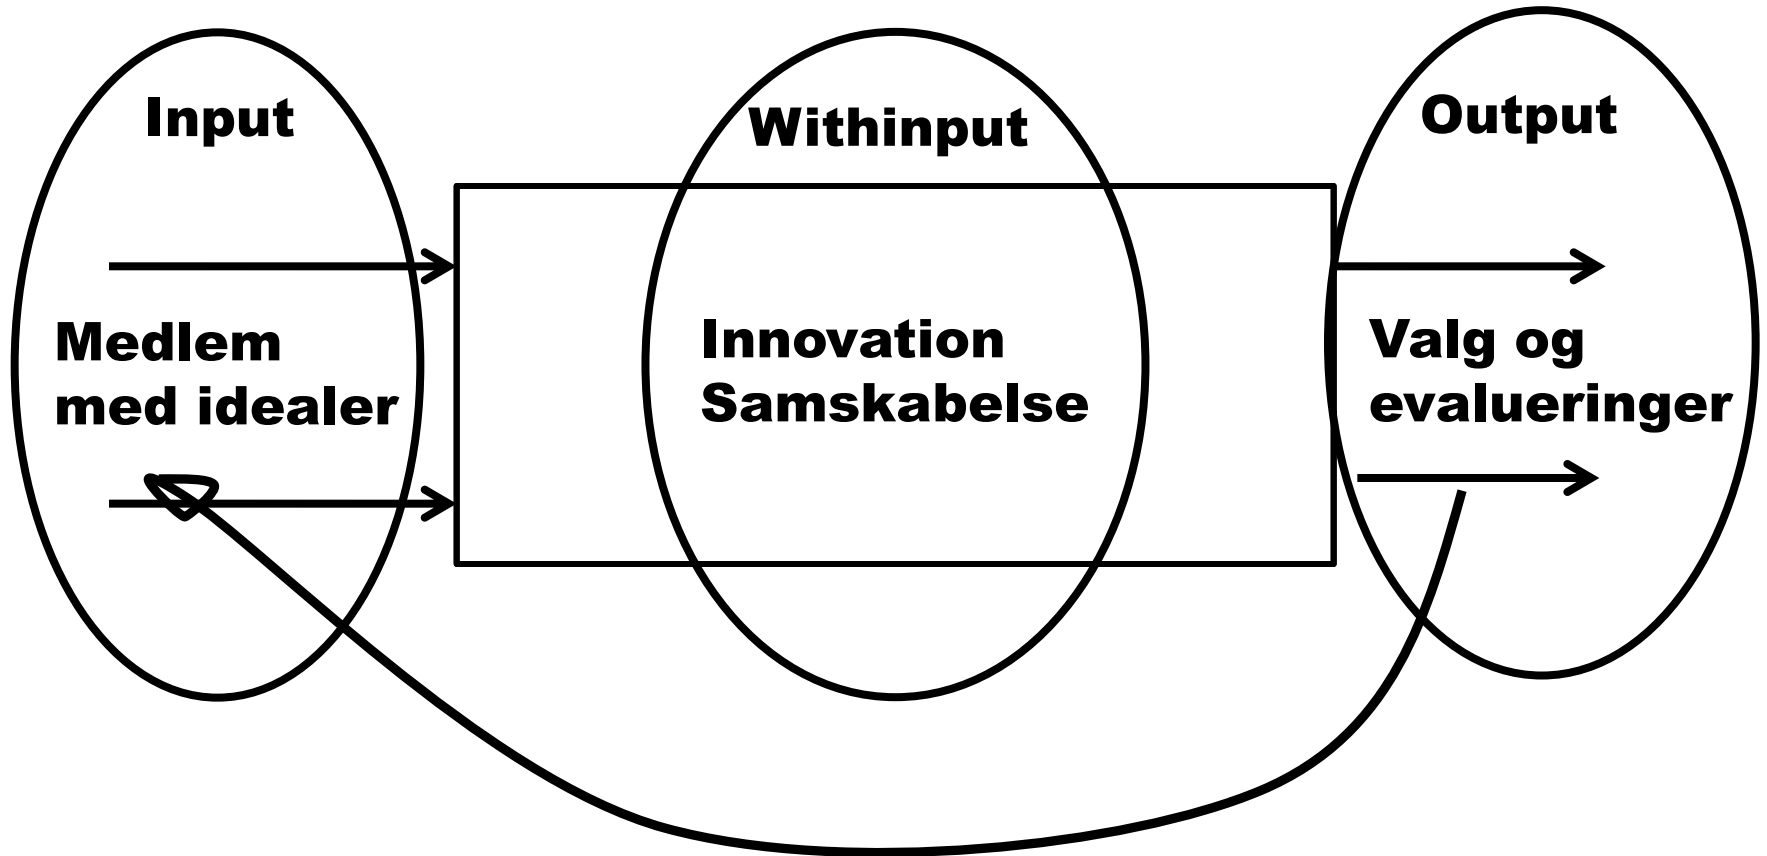 Input
Medlem
med idealer
Withinput
Innovation
Samskabelse
Output
Valg og
evalueringer